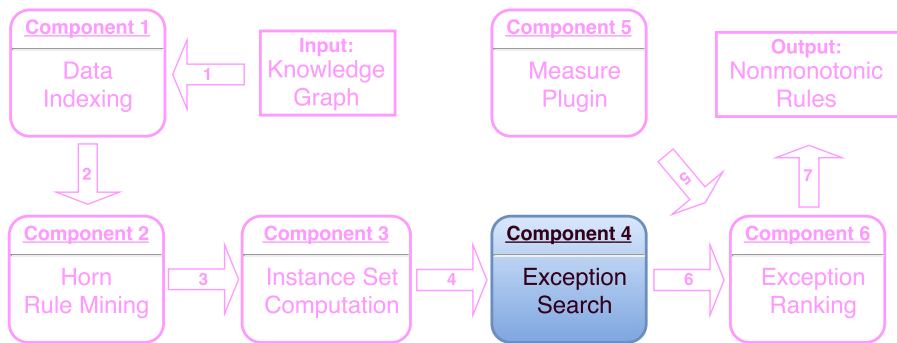 Component 1
Data
Indexing
1
Input:
Knowledge
Graph
Component 5
Measure
Plugin
Output:
Nonmonotonic
Rules
2
5
7
Component 2
Horn
Rule Mining
3
Component 3
Instance Set
Computation
4
Component 4
Exception
Search
6
Component 6
Exception
Ranking